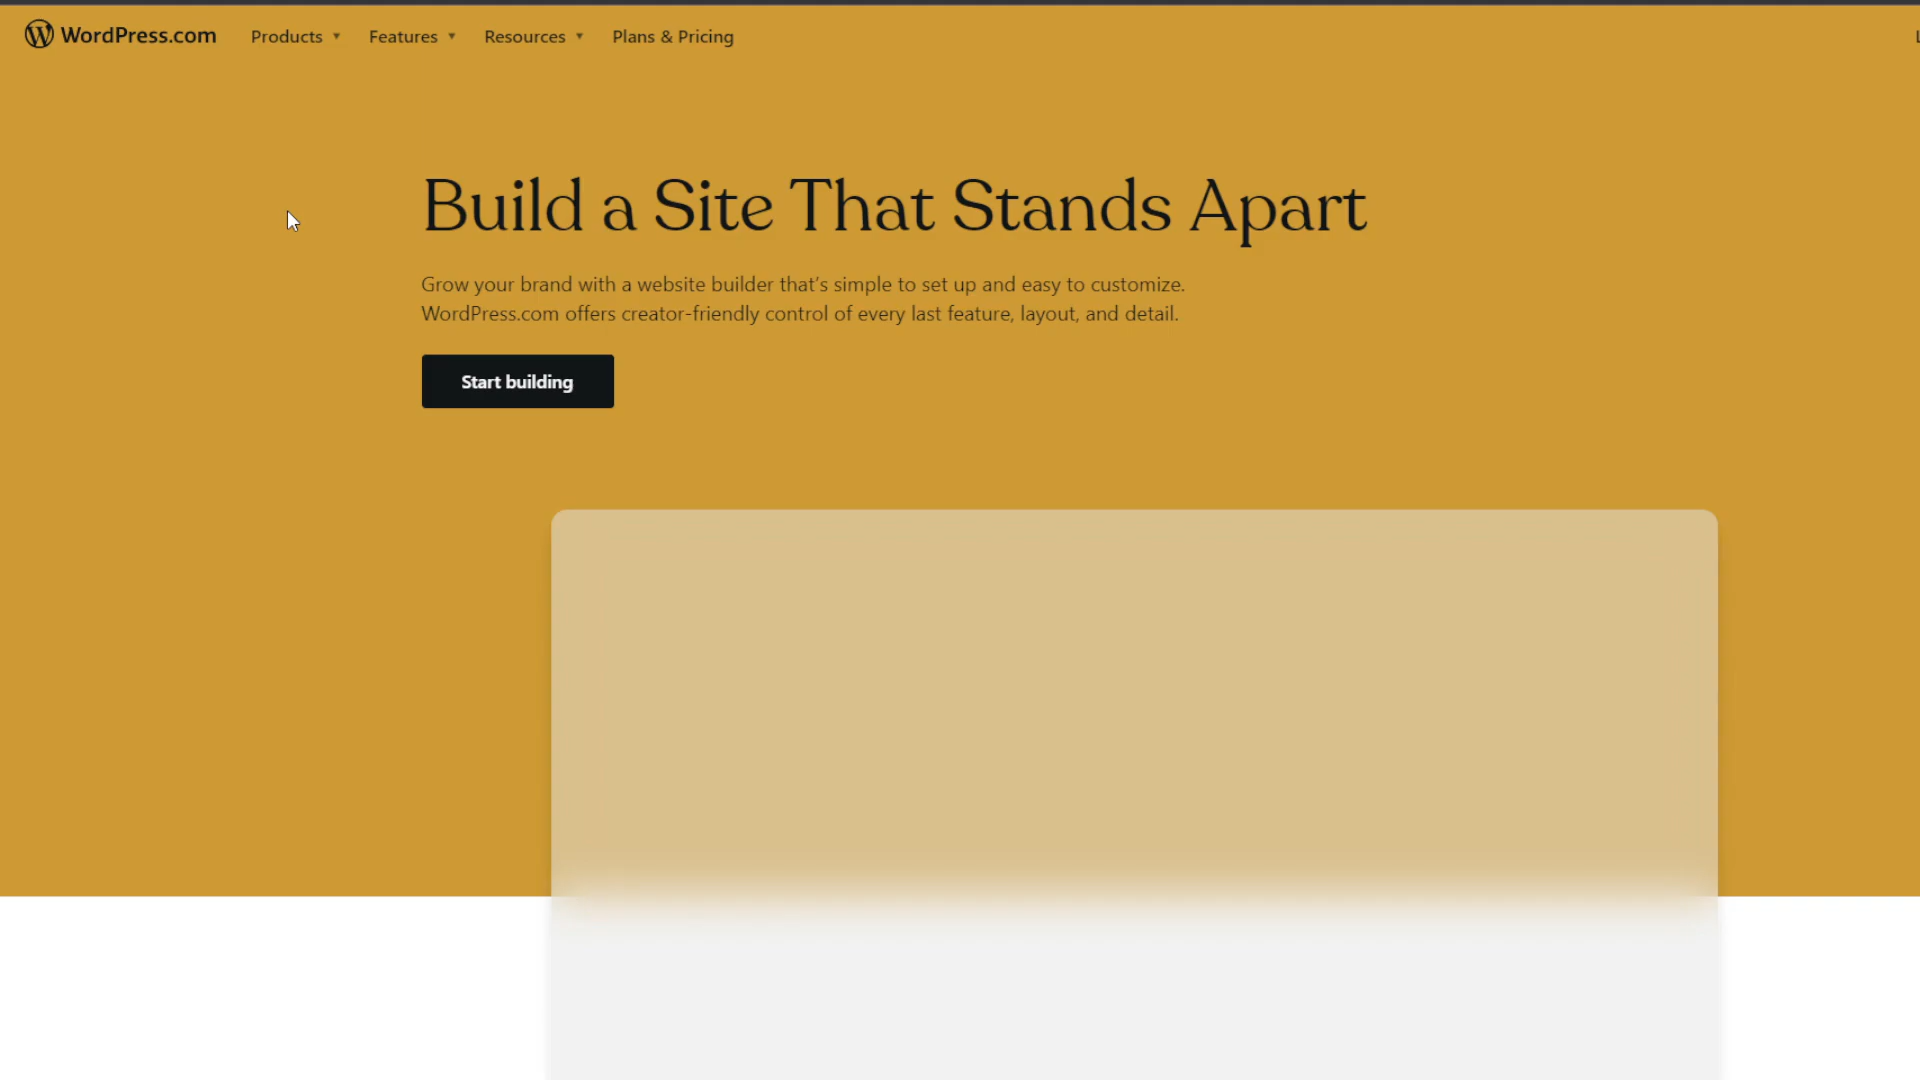 WordPress.com
Products
Features
Resources
Plans & Pricing
Build a Site That Stands Apart
Grow your brand with a website builder that’s simple to set up and easy to customize.
WordPress.com offers creator-friendly control of every last feature, layout, and detail.
Start building